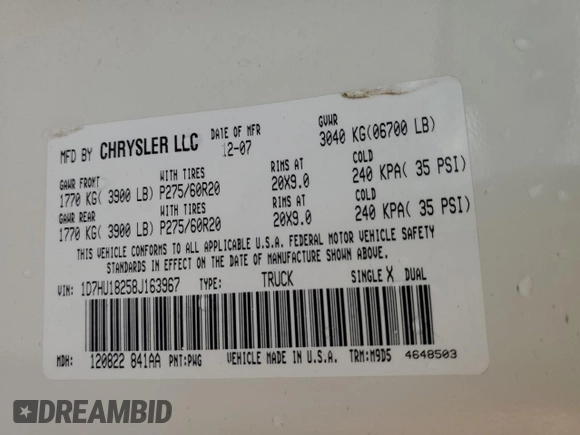 MFD BY CHRYSLER LLC DATE OF MFR 12-07 GVWR 3040 KG(06700 LB)
GAWR FRONT WITH TIRES RIMS AT COLD
1770 KG( 3900 LB) P275/60R20 20X9.0 240 KPA( 35 PSI)
GAWR REAR WITH TIRES RIMS AT COLD
1770 KG( 3900 LB) P275/60R20 20X9.0 240 KPA( 35 PSI)
THIS VEHICLE CONFORMS TO ALL APPLICABLE U.S.A. FEDERAL MOTOR VEHICLE SAFETY
STANDARDS IN EFFECT ON THE DATE OF MANUFACTURE SHOWN ABOVE.
VIN: 1D7HU18258J163967 TYPE: TRUCK SINGLE X DUAL
MDH: 120822 841AA PNT:PWG VEHICLE MADE IN U.S.A. TRM:M9D5 4648503
DREAMBID